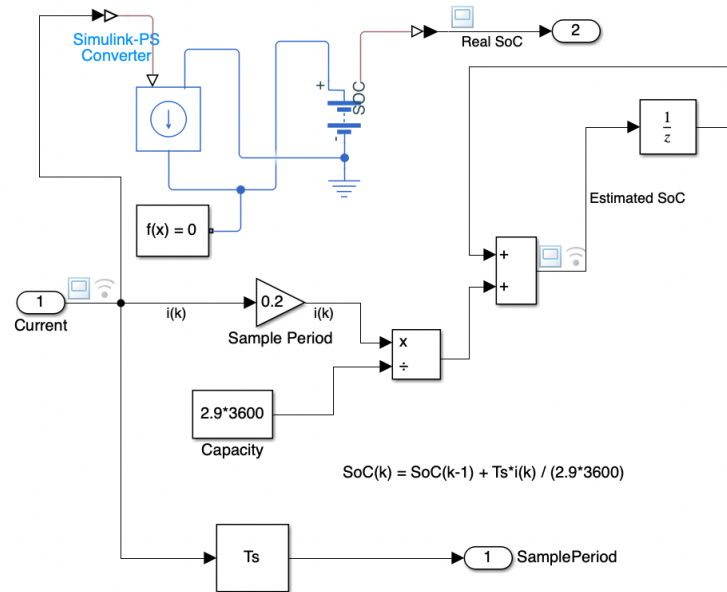 Simulink-PS
Converter
+
SOC
-
Real SoC
2
1
z
Estimated SoC
f(x) = 0
+
+
1
Current
i(k)
0.2
i(k)
Sample Period
x
÷
2.9*3600
Capacity
SoC(k) = SoC(k-1) + Ts*i(k) / (2.9*3600)
Ts
1
SamplePeriod